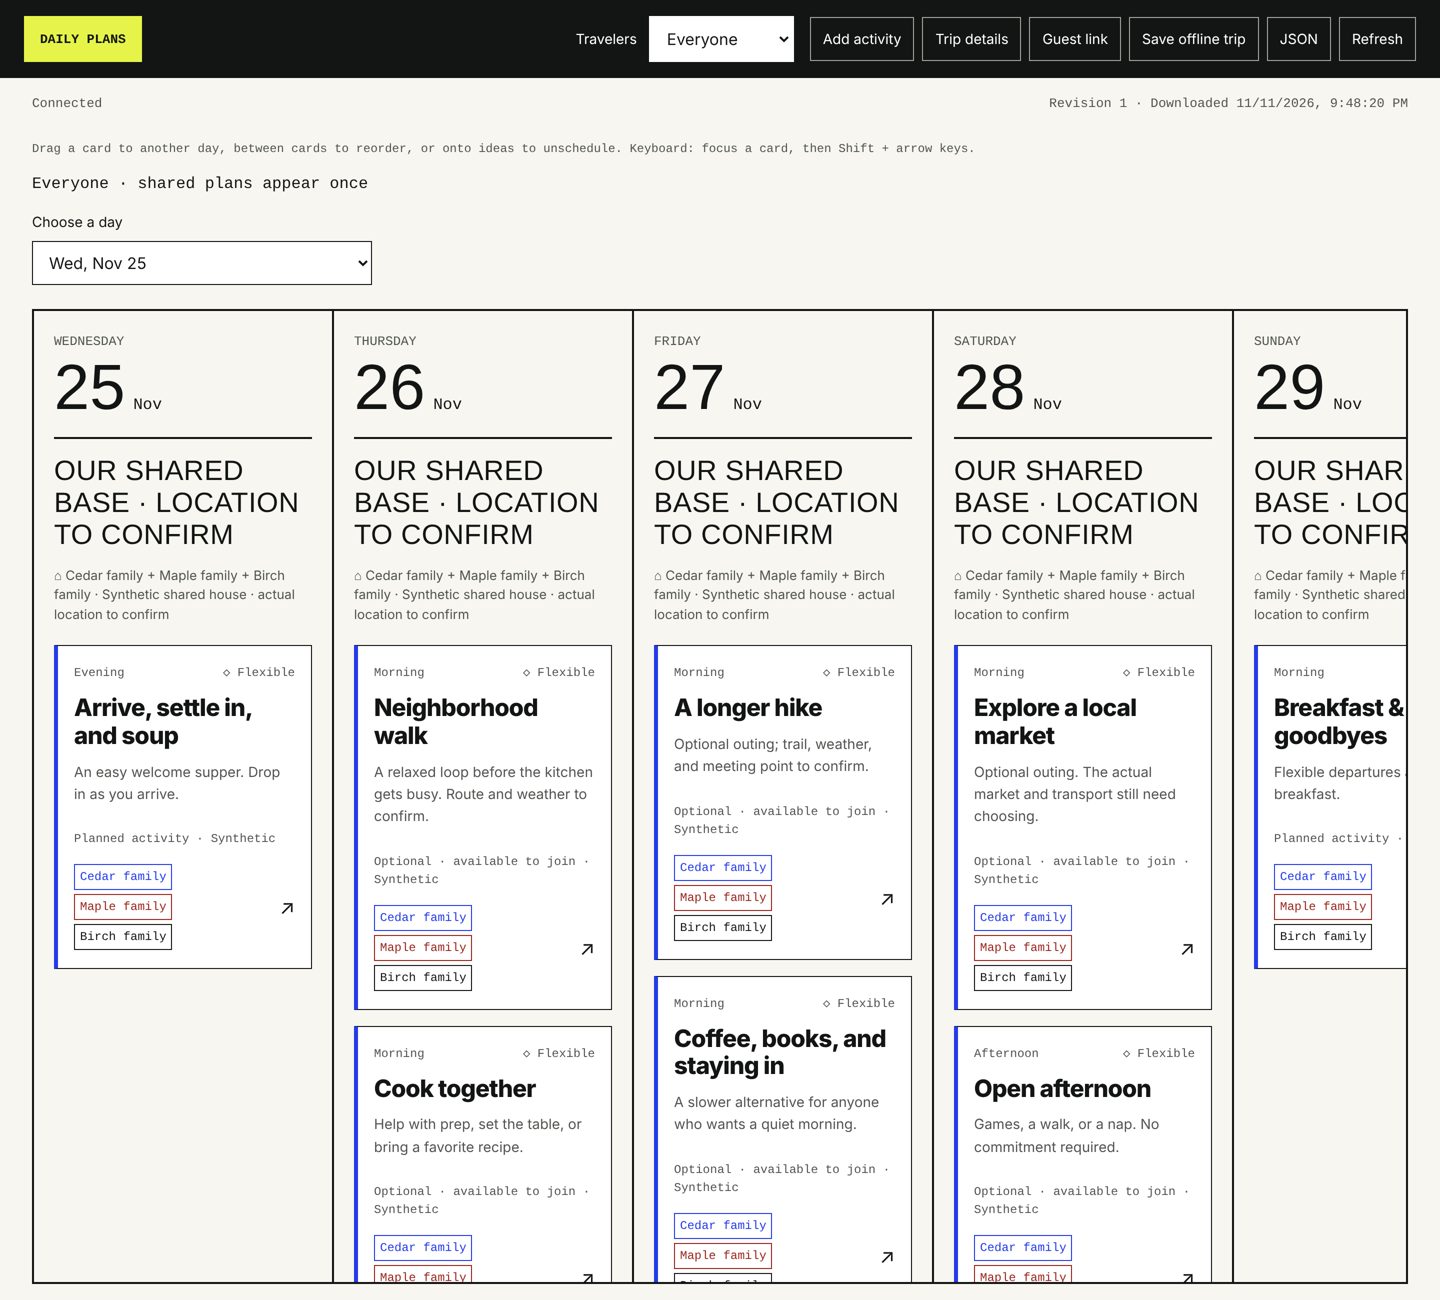 DAILY PLANS
Travelers
Everyone
Add activity
Trip details
Guest link
Save offline trip
JSON
Refresh
Connected
Revision 1 · Downloaded 11/11/2026, 9:48:20 PM
Drag a card to another day, between cards to reorder, or onto ideas to unschedule. Keyboard: focus a card, then Shift + arrow keys.
Everyone · shared plans appear once
Choose a day
Wed, Nov 25
WEDNESDAY
25 Nov
OUR SHARED
BASE · LOCATION
TO CONFIRM
⌂ Cedar family + Maple family + Birch
family · Synthetic shared house · actual
location to confirm
Evening
◇ Flexible
Arrive, settle in,
and soup
An easy welcome supper. Drop
in as you arrive.
Planned activity · Synthetic
Cedar family
Maple family
Birch family
THURSDAY
26 Nov
OUR SHARED
BASE · LOCATION
TO CONFIRM
⌂ Cedar family + Maple family + Birch
family · Synthetic shared house · actual
location to confirm
Morning
◇ Flexible
Neighborhood
walk
A relaxed loop before the kitchen
gets busy. Route and weather to
confirm.
Optional · available to join ·
Synthetic
Cedar family
Maple family
Birch family
Morning
◇ Flexible
Cook together
Help with prep, set the table, or
bring a favorite recipe.
Optional · available to join ·
Synthetic
Cedar family
Maple family
FRIDAY
27 Nov
OUR SHARED
BASE · LOCATION
TO CONFIRM
⌂ Cedar family + Maple family + Birch
family · Synthetic shared house · actual
location to confirm
Morning
◇ Flexible
A longer hike
Optional outing; trail, weather,
and meeting point to confirm.
Optional · available to join ·
Synthetic
Cedar family
Maple family
Birch family
Morning
◇ Flexible
Coffee, books, and
staying in
A slower alternative for anyone
who wants a quiet morning.
Optional · available to join ·
Synthetic
Cedar family
Maple family
SATURDAY
28 Nov
OUR SHARED
BASE · LOCATION
TO CONFIRM
⌂ Cedar family + Maple family + Birch
family · Synthetic shared house · actual
location to confirm
Morning
◇ Flexible
Explore a local
market
Optional outing. The actual
market and transport still need
choosing.
Optional · available to join ·
Synthetic
Cedar family
Maple family
Birch family
Afternoon
◇ Flexible
Open afternoon
Games, a walk, or a nap. No
commitment required.
Optional · available to join ·
Synthetic
Cedar family
Maple family
SUNDAY
29 Nov
OUR SHAR
BASE · LOC
TO CONFIR
⌂ Cedar family + Maple f
family · Synthetic shared
location to confirm
Morning
Breakfast &
goodbyes
Flexible departures
breakfast.
Planned activity ·
Cedar family
Maple family
Birch family